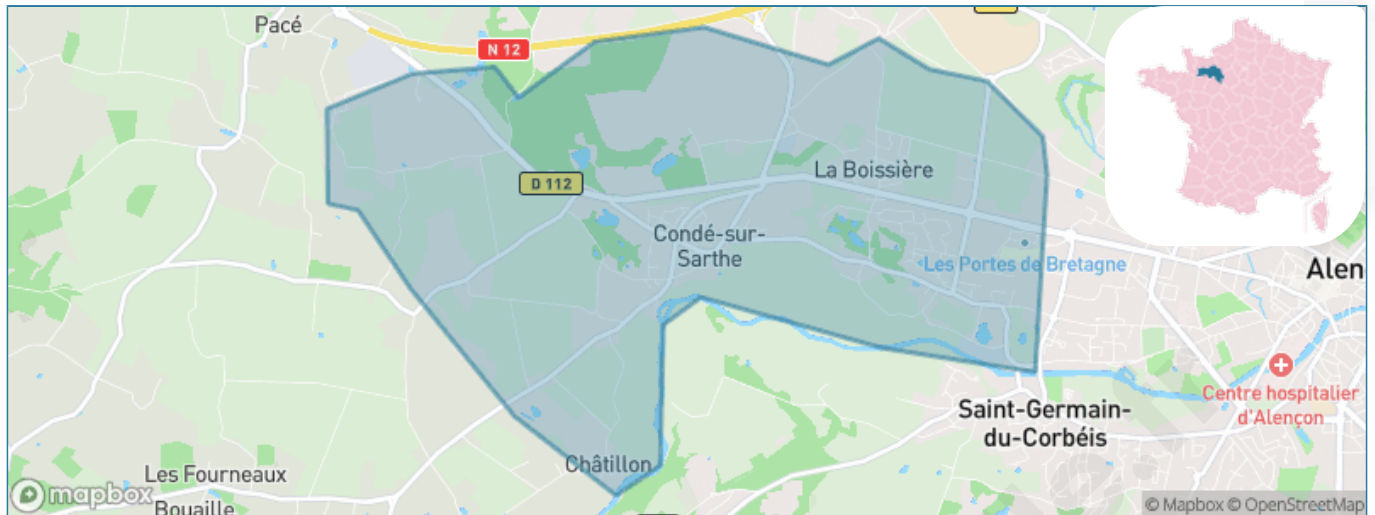 Pacé
N 12
La Boissière
D 112
Condé-sur-
Sarthe
Les Portes de Bretagne
Alen
Centre hospitalier
d'Alençon
Saint-Germain-
du-Corbéis
Châtillon
Les Fourneaux
Bouaille
mapbox
© Mapbox © OpenStreetMap